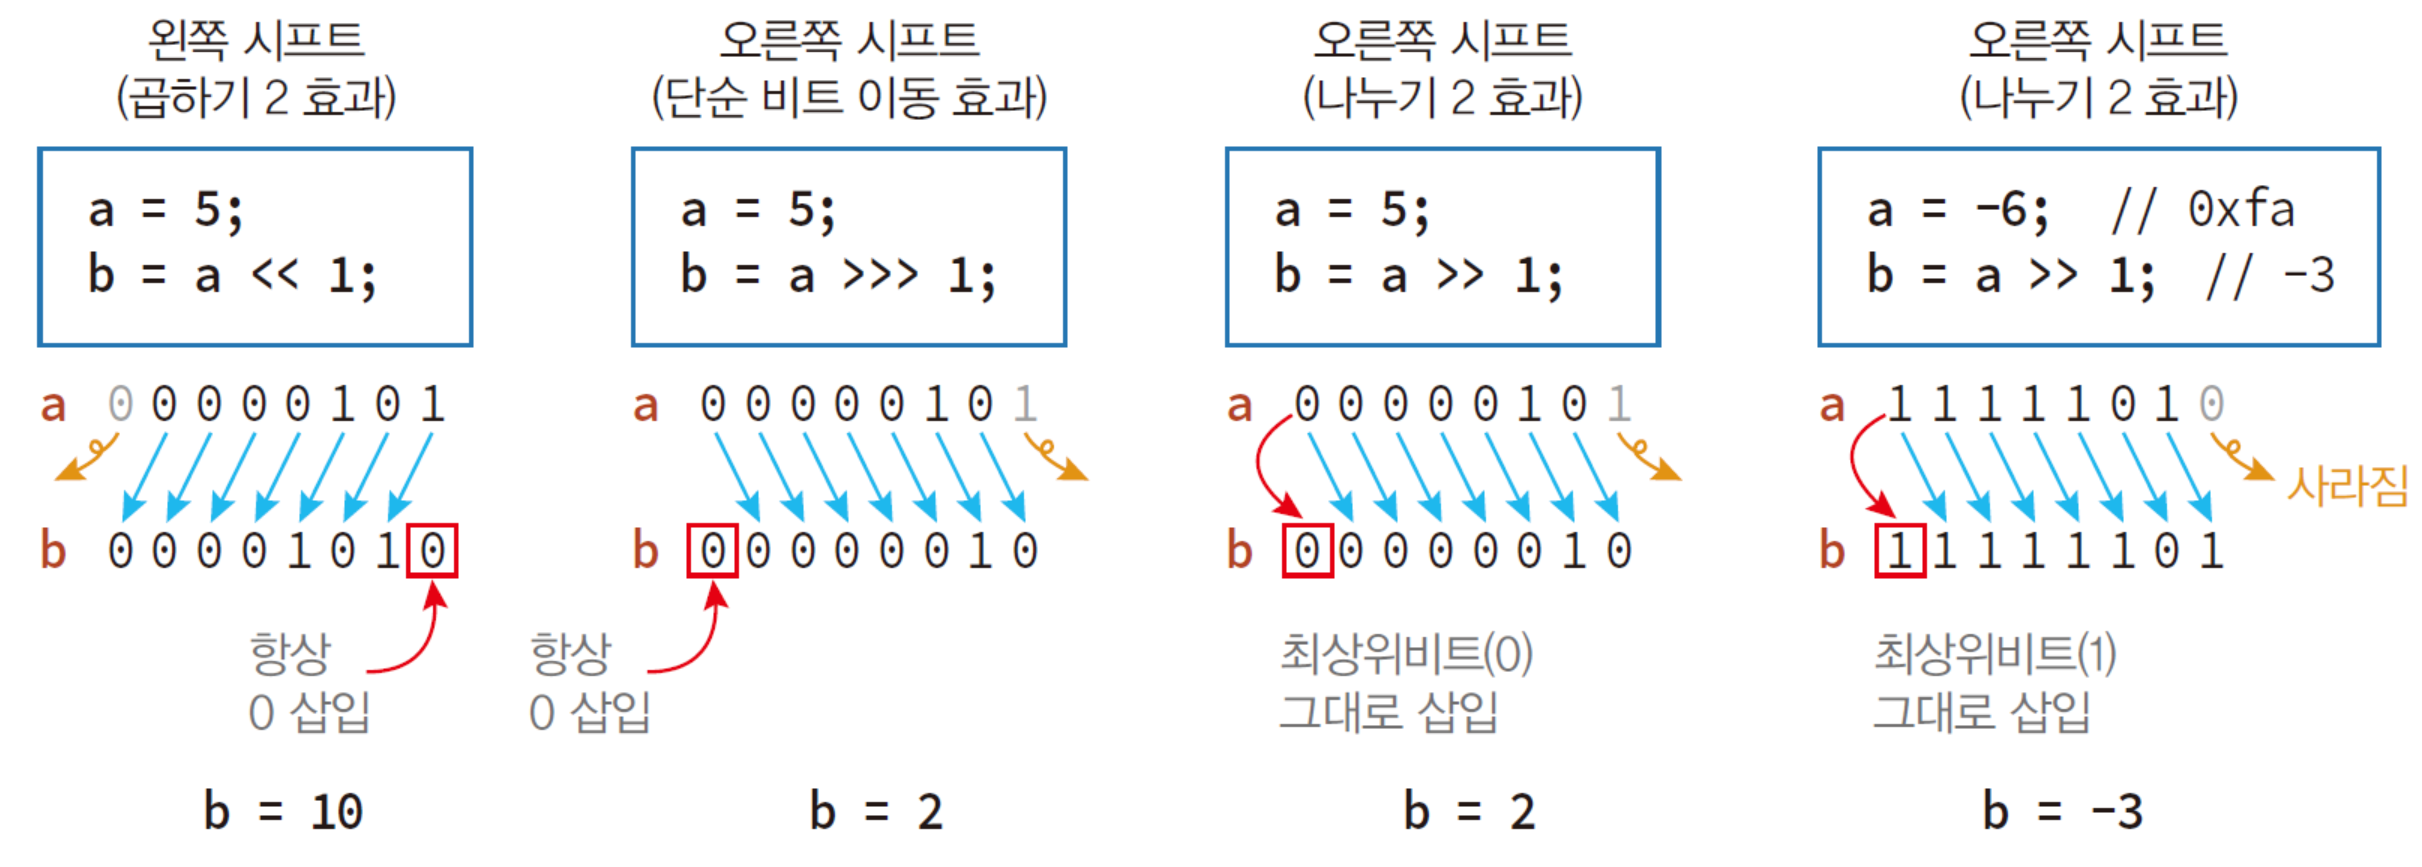 왼쪽 시프트
(곱하기 2 효과)
a = 5;
b = a << 1;
a 0 0 0 0 0 1 0 1
b 0 0 0 0 1 0 1 0
항상
0 삽입
b = 10
오른쪽 시프트
(단순 비트 이동 효과)
a = 5;
b = a >>> 1;
a 0 0 0 0 0 1 0 1
b 0 0 0 0 0 0 1 0
항상
0 삽입
b = 2
오른쪽 시프트
(나누기 2 효과)
a = 5;
b = a >> 1;
a 0 0 0 0 0 1 0 1
b 0 0 0 0 0 0 1 0
최상위비트(0)
그대로 삽입
b = 2
오른쪽 시프트
(나누기 2 효과)
a = -6; // 0xfa
b = a >> 1; // -3
a 1 1 1 1 1 0 1 0
사라짐
b 1 1 1 1 1 1 0 1
최상위비트(1)
그대로 삽입
b = -3